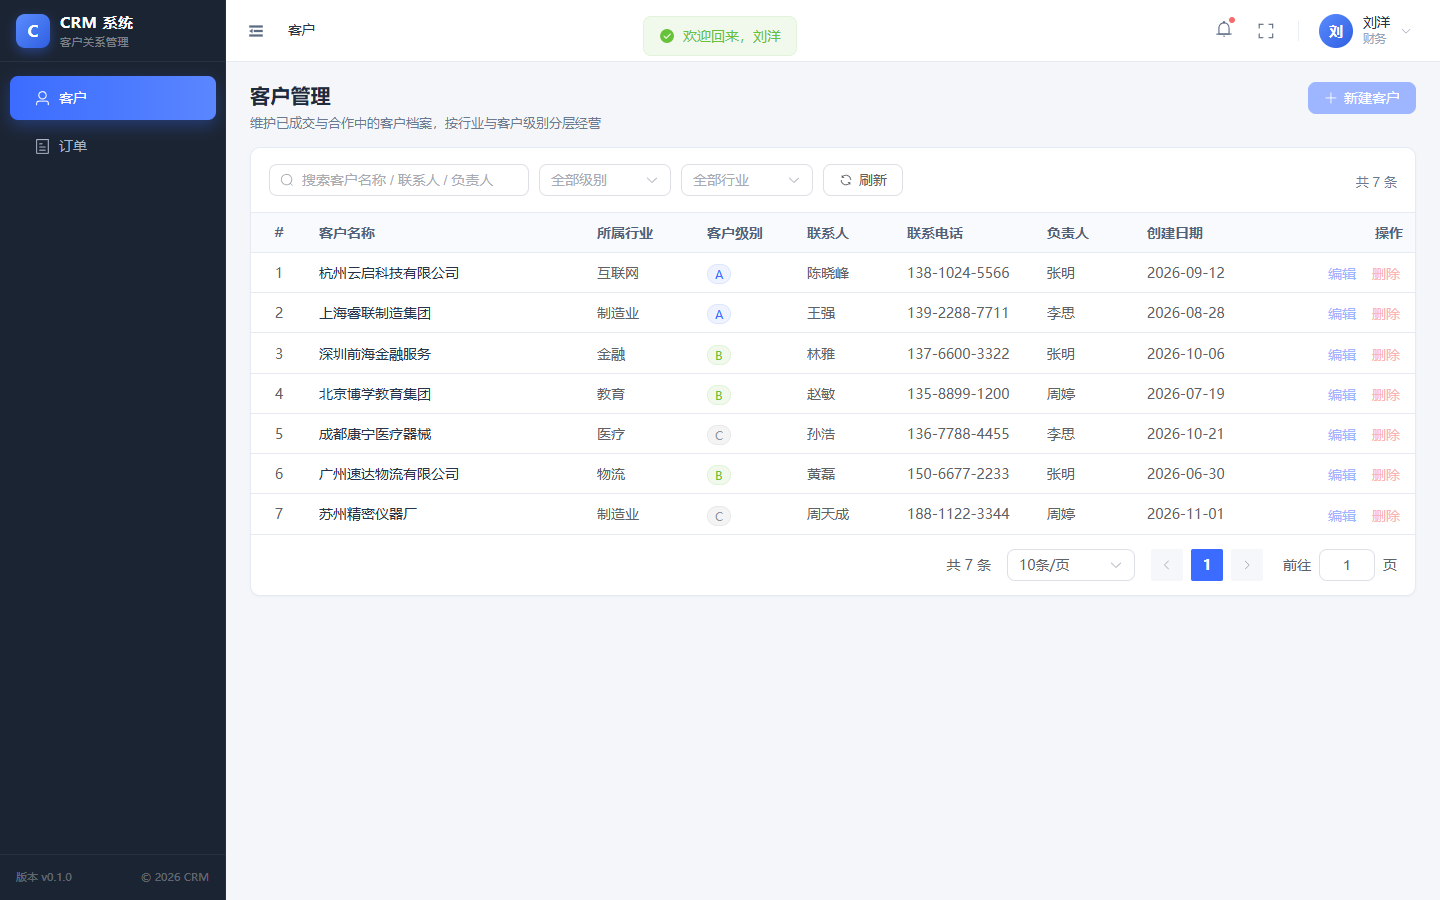 C
CRM 系统
客户关系管理
客户
订单
版本 v0.1.0
© 2026 CRM
客户
欢迎回来，刘洋
刘
刘洋
财务
客户管理
维护已成交与合作中的客户档案，按行业与客户级别分层经营
新建客户
搜索客户名称 / 联系人 / 负责人
全部级别
全部行业
刷新
共 7 条
# 客户名称 所属行业 客户级别 联系人 联系电话 负责人 创建日期 操作
1 杭州云启科技有限公司 互联网 A 陈晓峰 138-1024-5566 张明 2026-09-12 编辑 删除
2 上海睿联制造集团 制造业 A 王强 139-2288-7711 李思 2026-08-28 编辑 删除
3 深圳前海金融服务 金融 B 林雅 137-6600-3322 张明 2026-10-06 编辑 删除
4 北京博学教育集团 教育 B 赵敏 135-8899-1200 周婷 2026-07-19 编辑 删除
5 成都康宁医疗器械 医疗 C 孙浩 136-7788-4455 李思 2026-10-21 编辑 删除
6 广州速达物流有限公司 物流 B 黄磊 150-6677-2233 张明 2026-06-30 编辑 删除
7 苏州精密仪器厂 制造业 C 周天成 188-1122-3344 周婷 2026-11-01 编辑 删除
共 7 条 10条/页 1 前往 1 页